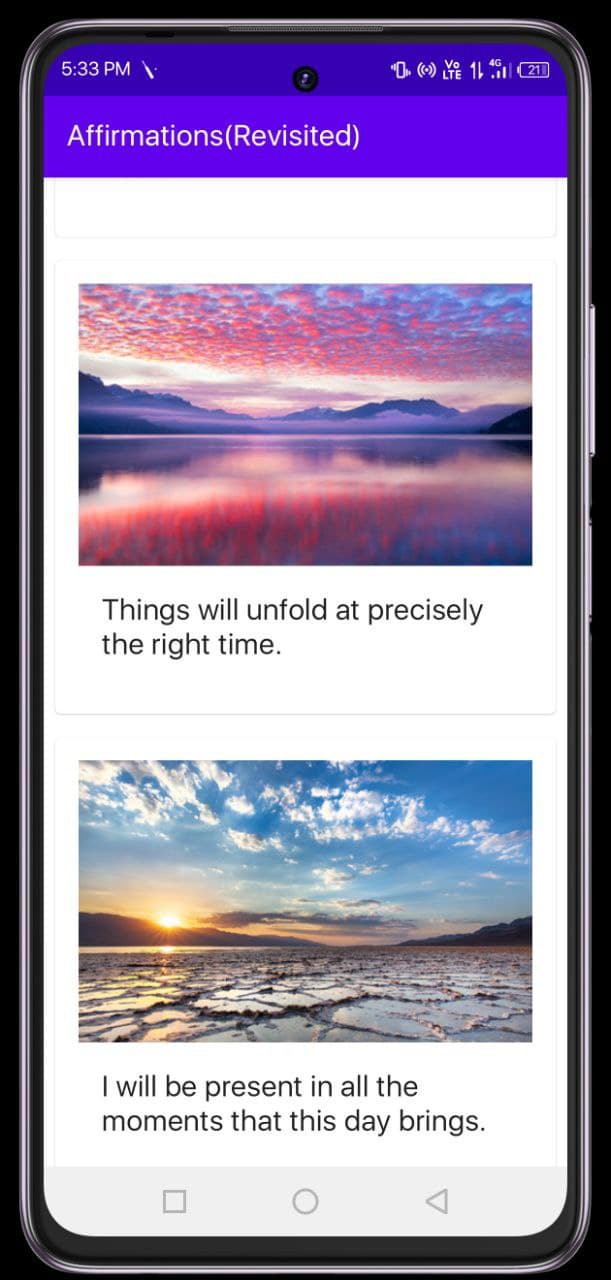 5:33 PM
Vo
LTE
4G
21
Affirmations(Revisited)
Things will unfold at precisely
the right time.
I will be present in all the
moments that this day brings.